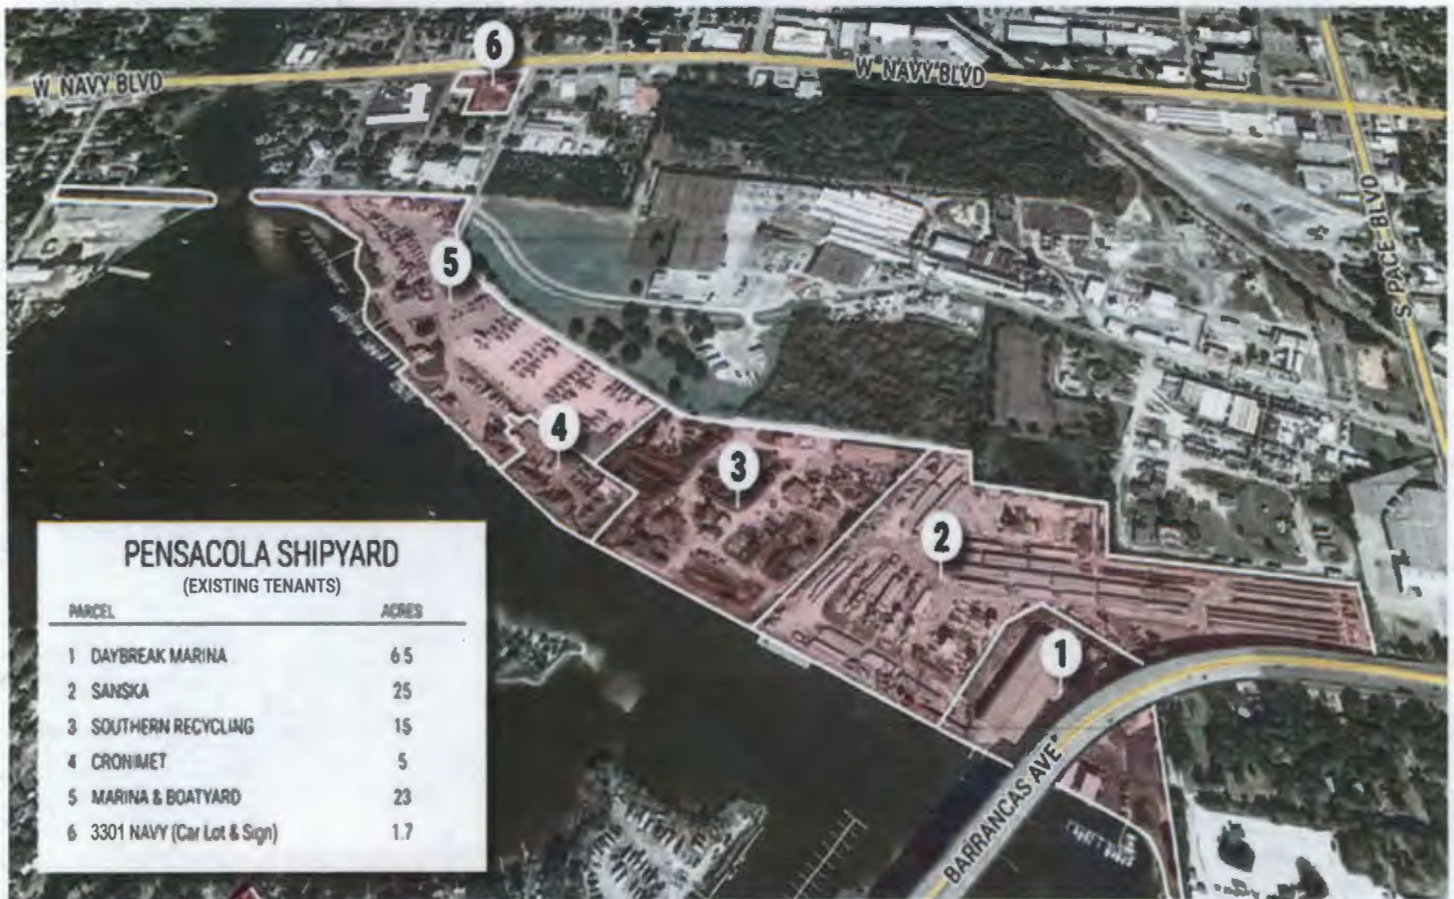 6
W NAVY BLVD
W NAVY BLVD
S PACE BLVD
5
4
3
2
1
BARRANCAS AVE
PENSACOLA SHIPYARD
(EXISTING TENANTS)
PARCEL ACRES
1 DAYBREAK MARINA 6.5
2 SANSKA 25
3 SOUTHERN RECYCLING 15
4 CRONIMET 5
5 MARINA & BOATYARD 23
6 3301 NAVY (Car Lot & Sign) 1.7